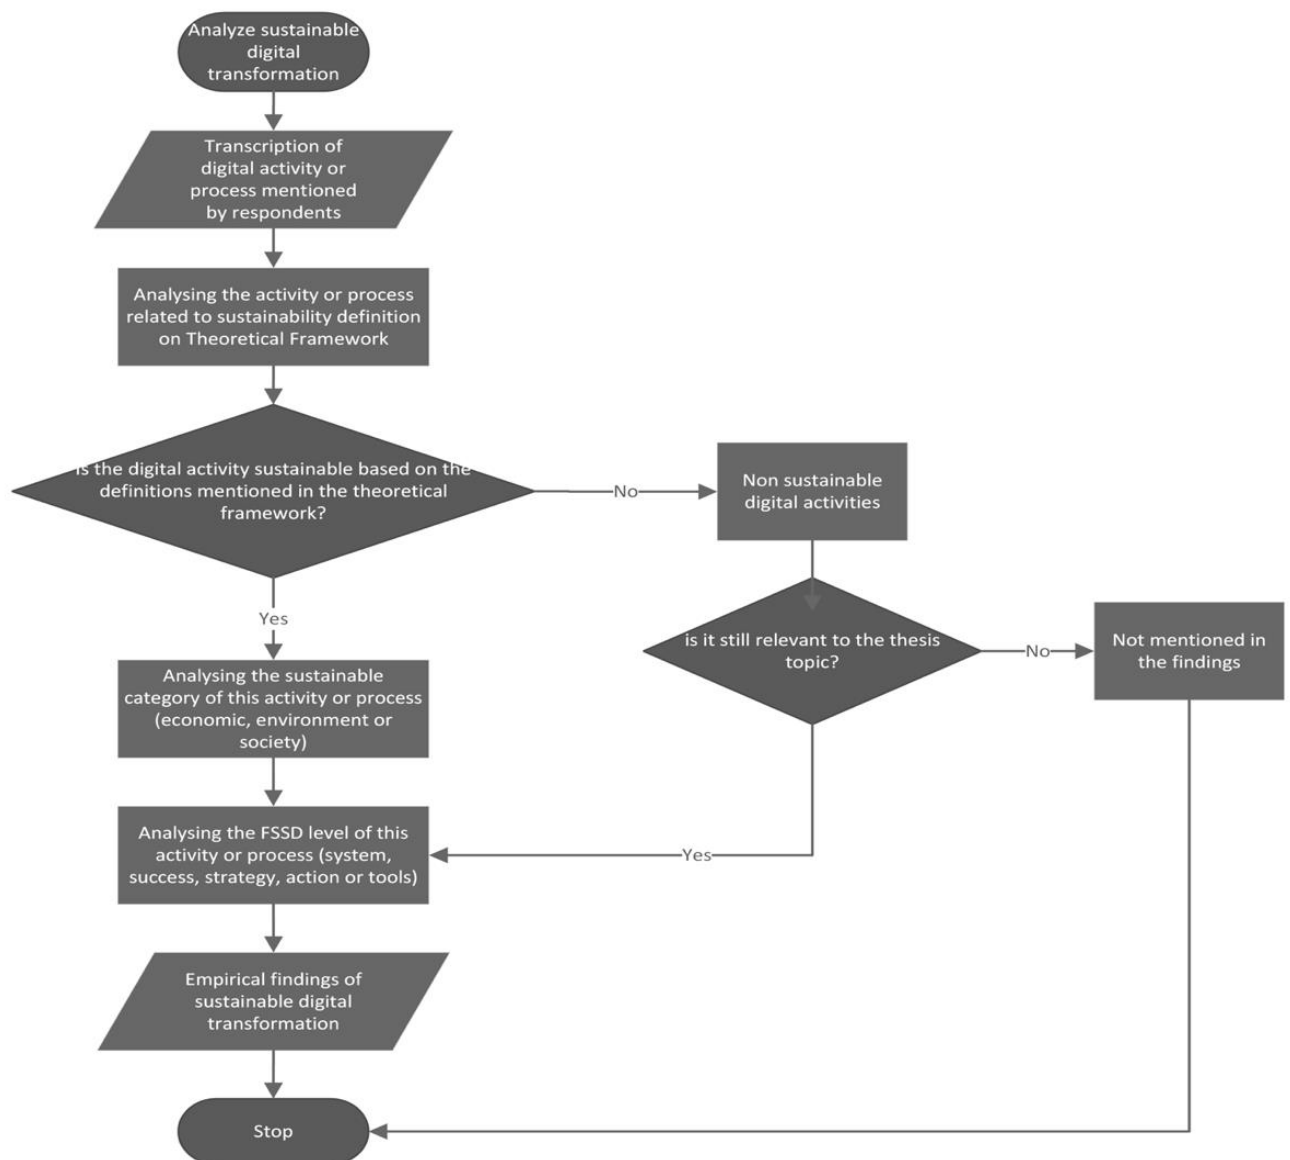 Analyze sustainable
digital
transformation
Transcription of
digital activity or
process mentioned
by respondents
Analysing the activity or process
related to sustainability definition
on Theoretical Framework
is the digital activity sustainable based on the
definitions mentioned in the theoretical
framework?
No
Non sustainable
digital activities
Yes
is it still relevant to the thesis
topic?
No
Not mentioned in
the findings
Analysing the sustainable
category of this activity or process
(economic, environment or
society)
Analysing the FSSD level of this
activity or process (system,
success, strategy, action or tools)
Yes
Empirical findings of
sustainable digital
transformation
Stop